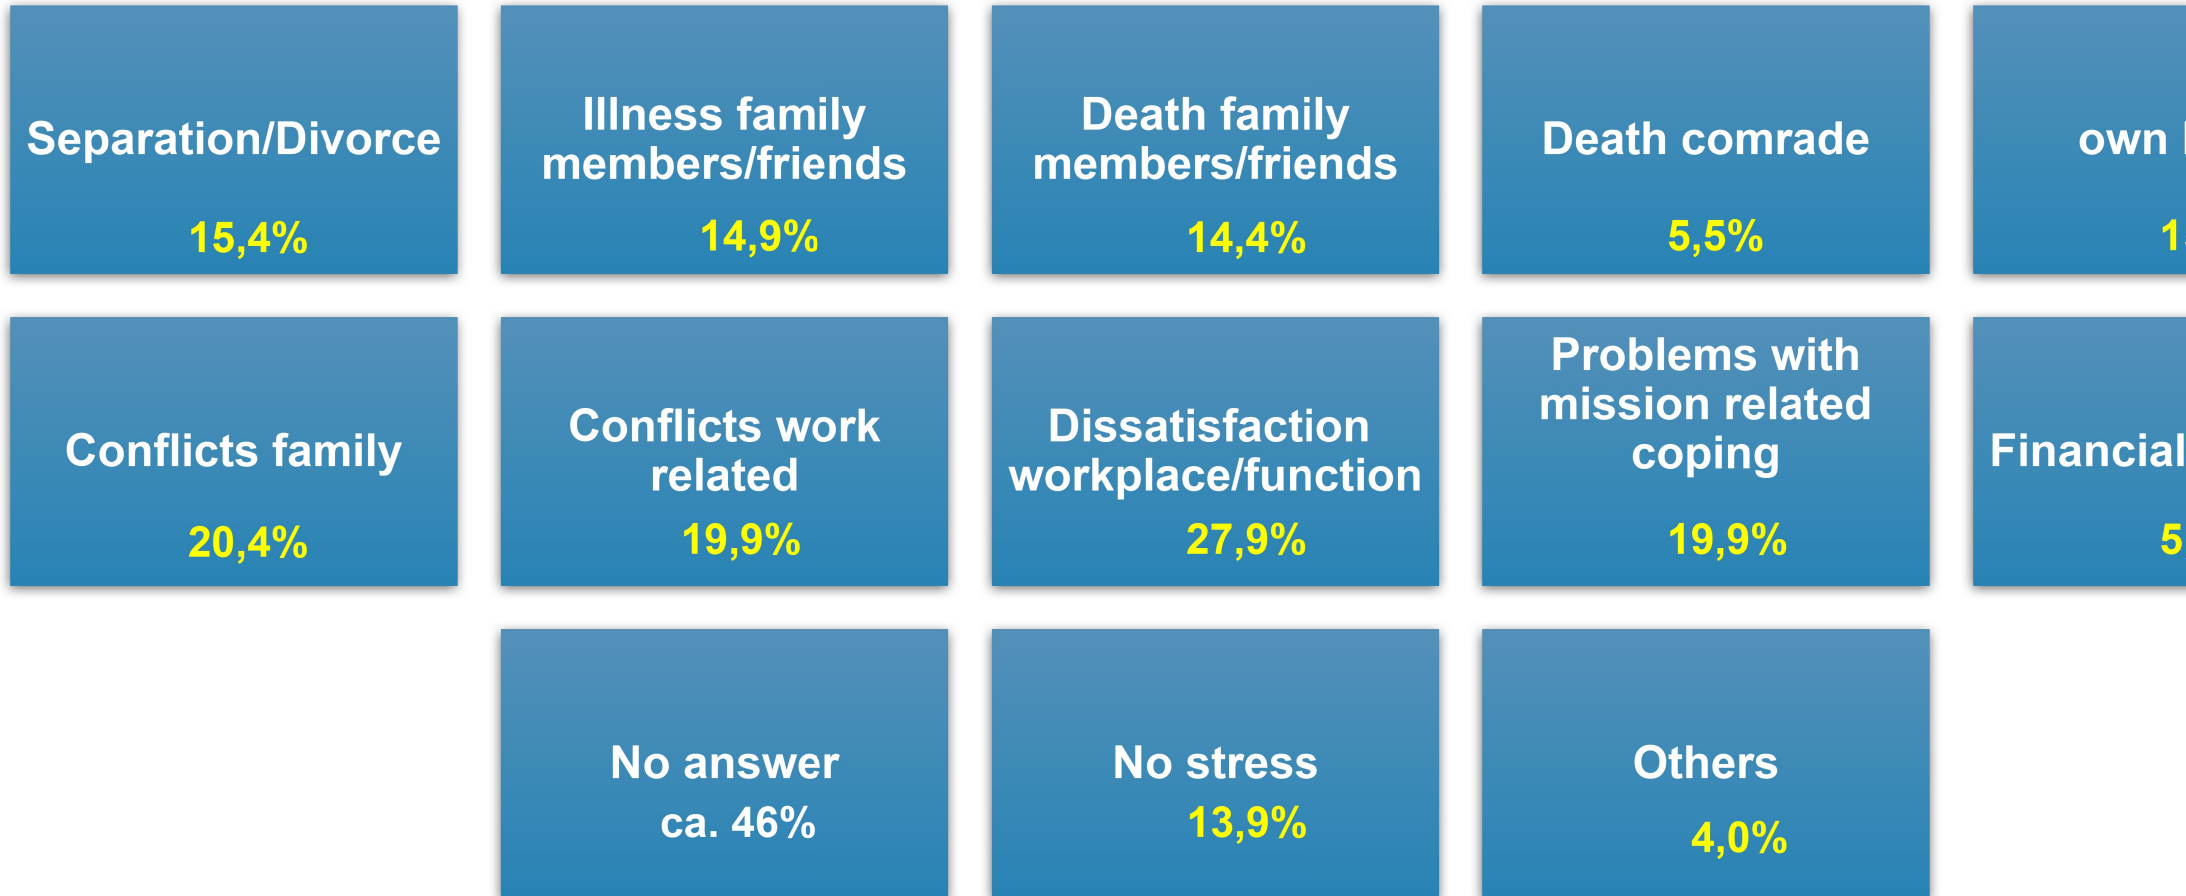 Separation/Divorce
15,4%
Illness family
members/friends
14,9%
Death family
members/friends
14,4%
Death comrade
5,5%
own
Conflicts family
20,4%
Conflicts work
related
19,9%
Dissatisfaction
workplace/function
27,9%
Problems with
mission related
coping
19,9%
Financial
5
No answer
ca. 46%
No stress
13,9%
Others
4,0%